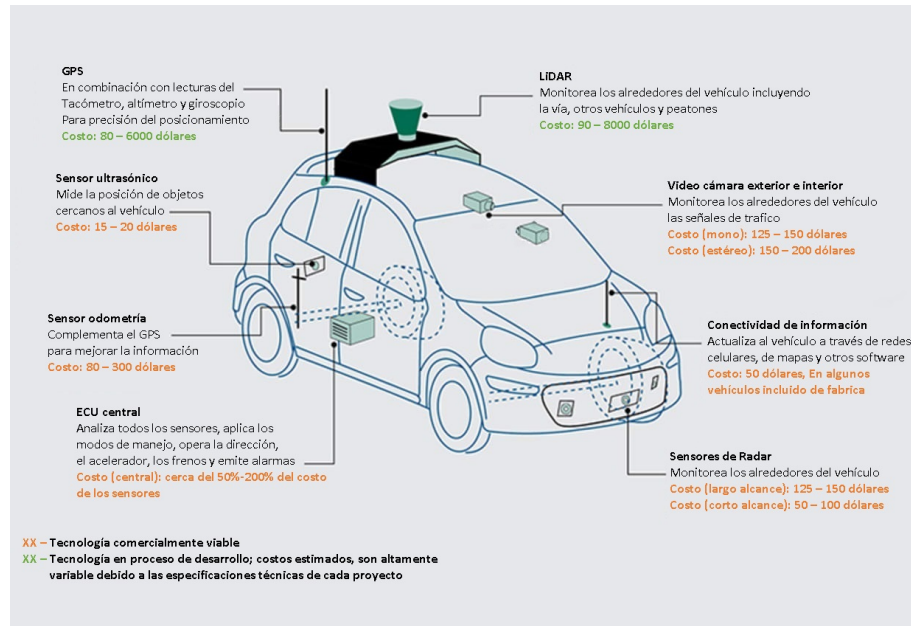 GPS
En combinación con lecturas del
Tacómetro, altímetro y giroscopio
Para precisión del posicionamiento
Costo: 80 – 6000 dólares
LiDAR
Monitorea los alrededores del vehículo incluyendo
la vía, otros vehículos y peatones
Costo: 90 – 8000 dólares
Sensor ultrasónico
Mide la posición de objetos
cercanos al vehículo
Costo: 15 – 20 dólares
Video cámara exterior e interior
Monitorea los alrededores del vehículo
las señales de trafico
Costo (mono): 125 – 150 dólares
Costo (estéreo): 150 – 200 dólares
Sensor odometría
Complementa el GPS
para mejorar la información
Costo: 80 – 300 dólares
Conectividad de información
Actualiza al vehículo a través de redes
celulares, de mapas y otros software
Costo: 50 dólares, En algunos
vehículos incluido de fabrica
ECU central
Analiza todos los sensores, aplica los
modos de manejo, opera la dirección,
el acelerador, los frenos y emite alarmas
Costo (central): cerca del 50%-200% del costo
de los sensores
Sensores de Radar
Monitorea los alrededores del vehículo
Costo (largo alcance): 125 – 150 dólares
Costo (corto alcance): 50 – 100 dólares
XX – Tecnología comercialmente viable
XX – Tecnología en proceso de desarrollo; costos estimados, son altamente
variable debido a las especificaciones técnicas de cada proyecto